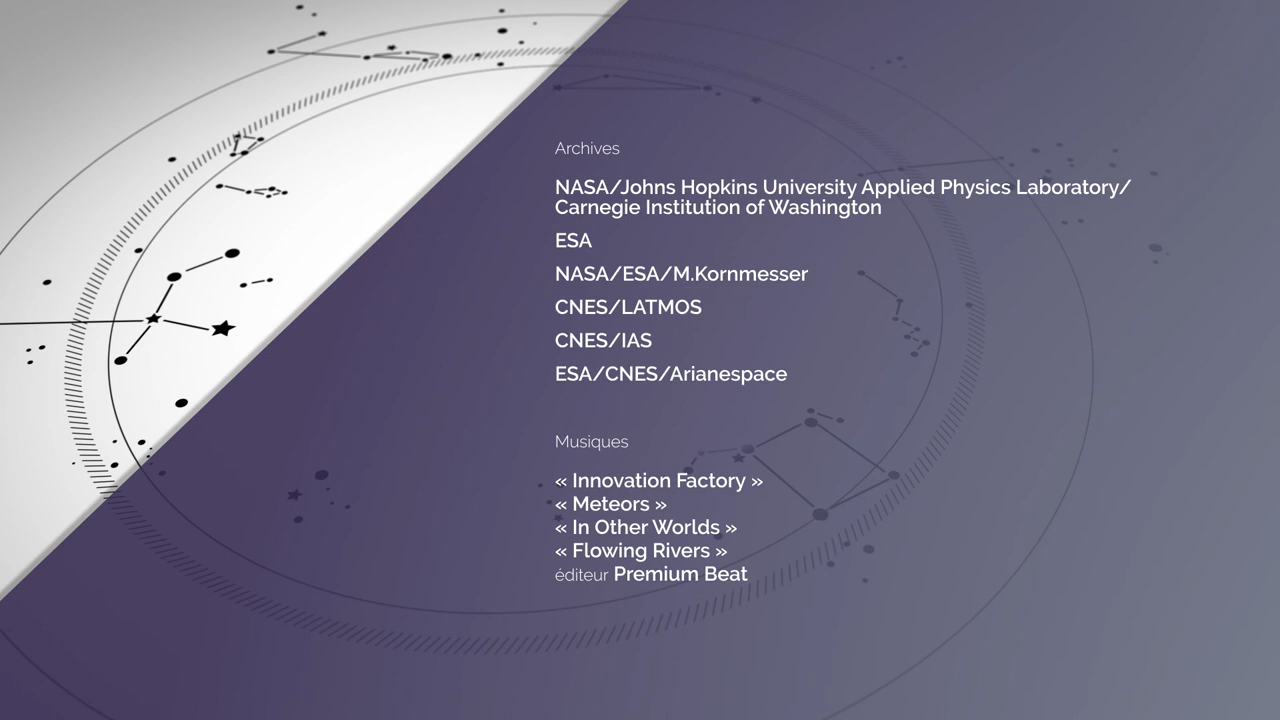 Archives
NASA/Johns Hopkins University Applied Physics Laboratory/
Carnegie Institution of Washington
ESA
NASA/ESA/M.Kornmesser
CNES/LATMOS
CNES/IAS
ESA/CNES/Arianespace
Musiques
« Innovation Factory »
« Meteors »
« In Other Worlds »
« Flowing Rivers »
éditeur Premium Beat